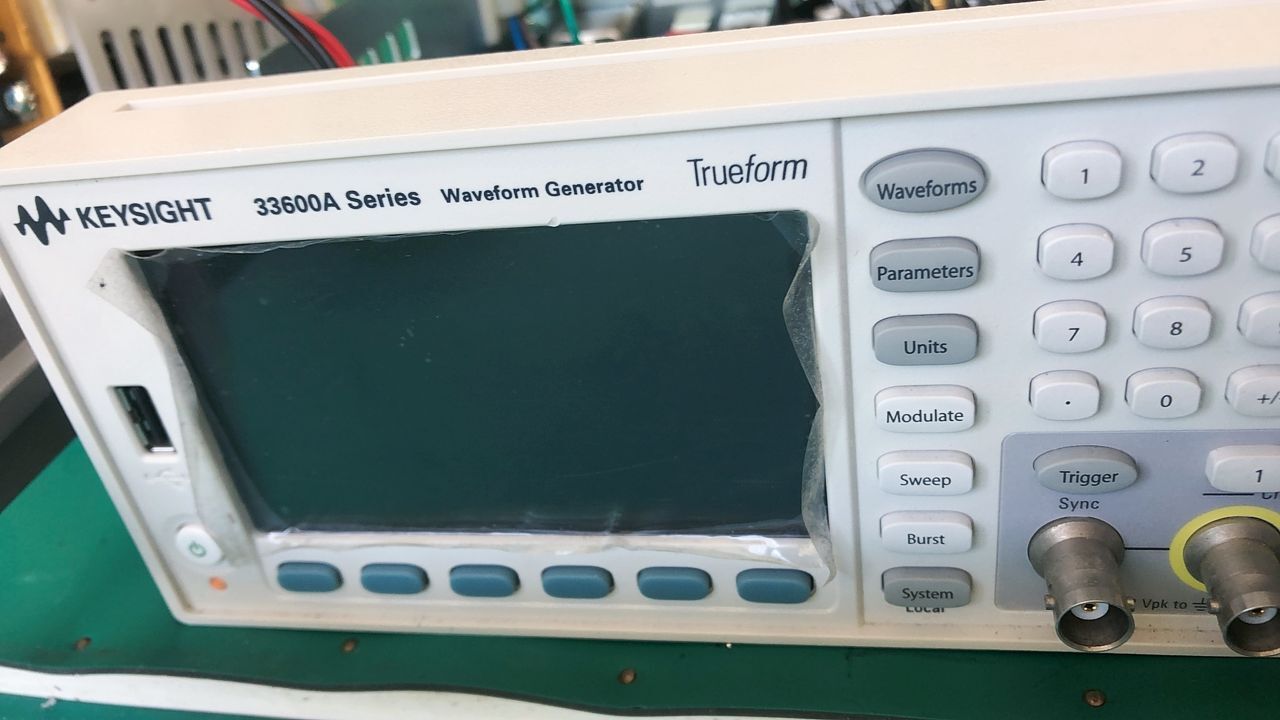 KEYSIGHT 33600A Series Waveform Generator Trueform
Waveforms
Parameters
Units
Modulate
Sweep
Burst
System
Local
1 2
4 5
7 8
. 0 +/-
Trigger
1
Sync
Vpk to